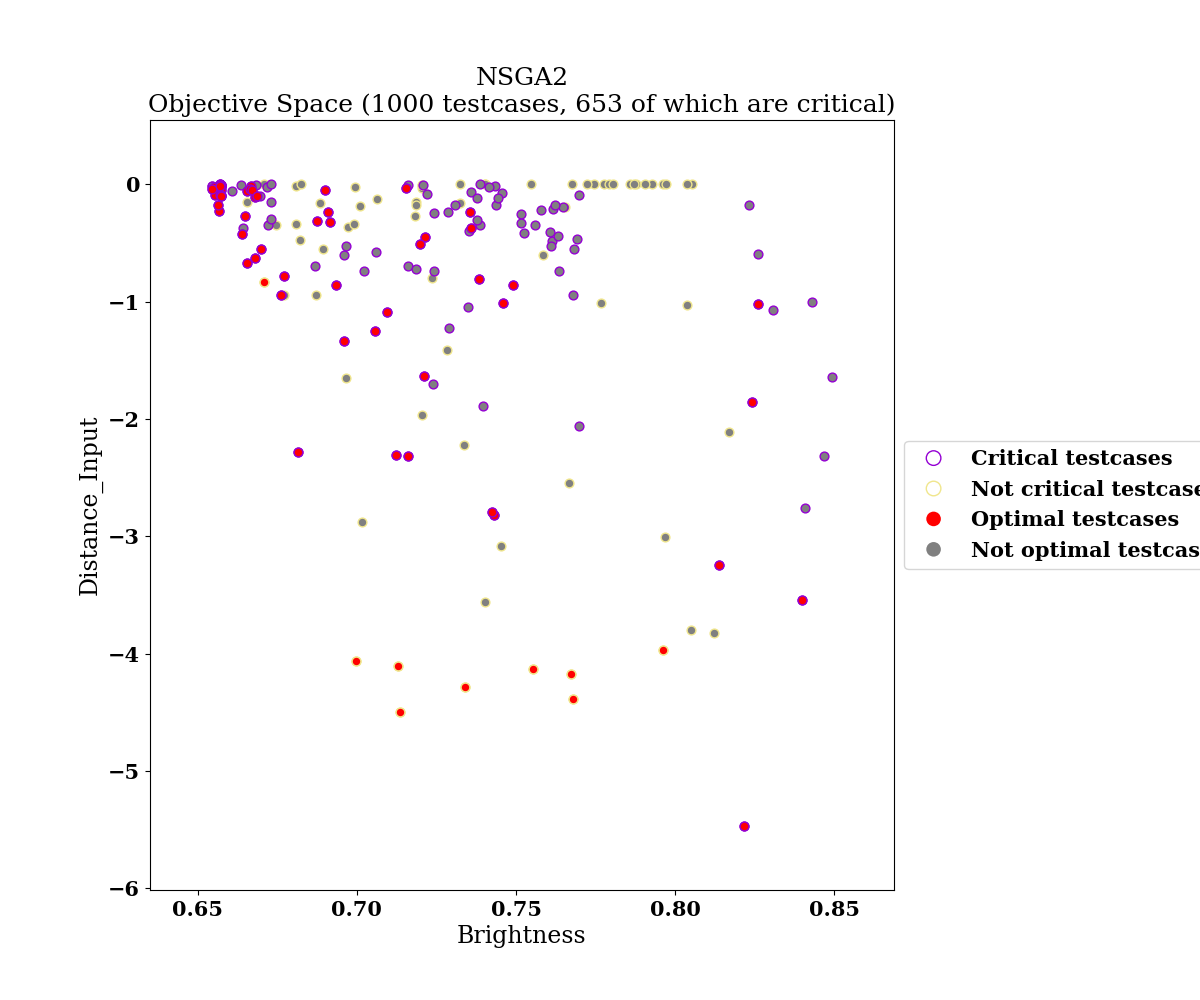 NSGA2
Objective Space (1000 testcases, 653 of which are critical)
0
−1
−2
−3
−4
−5
−6
Distance_Input
0.65 0.70 0.75 0.80 0.85
Brightness
Critical testcases
Not critical testcase
Optimal testcases
Not optimal testcas